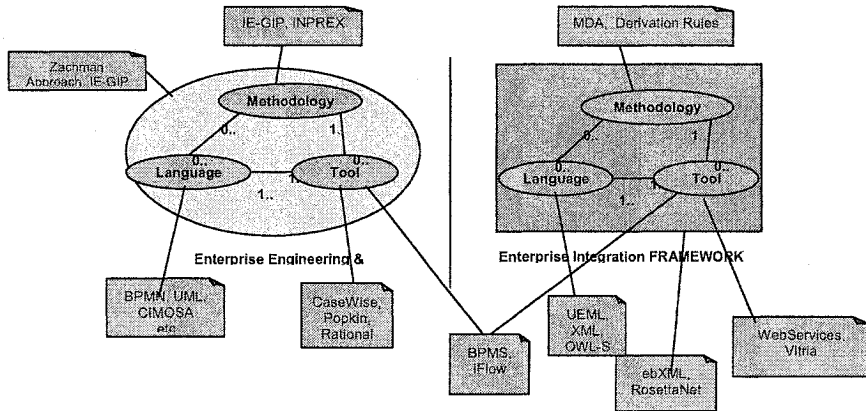 IE-GIP, INPREX
MDA, Derivation Rules
Zachman
Approach, IE-GIP
Methodology
0..
1.
0..
0..
Language
1..
1.
Tool
Methodology
0..
1
0..
0..
Language
1..
1
Tool
Enterprise Engineering &
Enterprise Integration FRAMEWORK
BPMN, UML,
CIMOSA
etc
CaseWise,
Popkin,
Rational
BPMS,
iFlow
UEML,
XML,
OWL-S
ebXML,
RosettaNet
WebServices,
Vitria